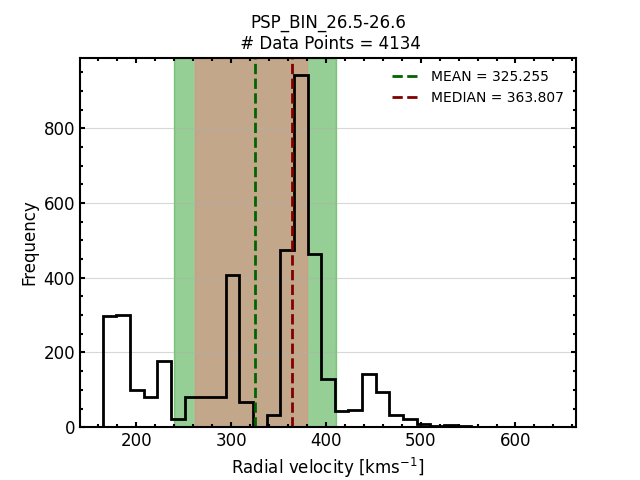 PSP_BIN_26.5-26.6
# Data Points = 4134
MEAN = 325.255
MEDIAN = 363.807
Frequency
800
600
400
200
0
200 300 400 500 600
Radial velocity [kms⁻¹]